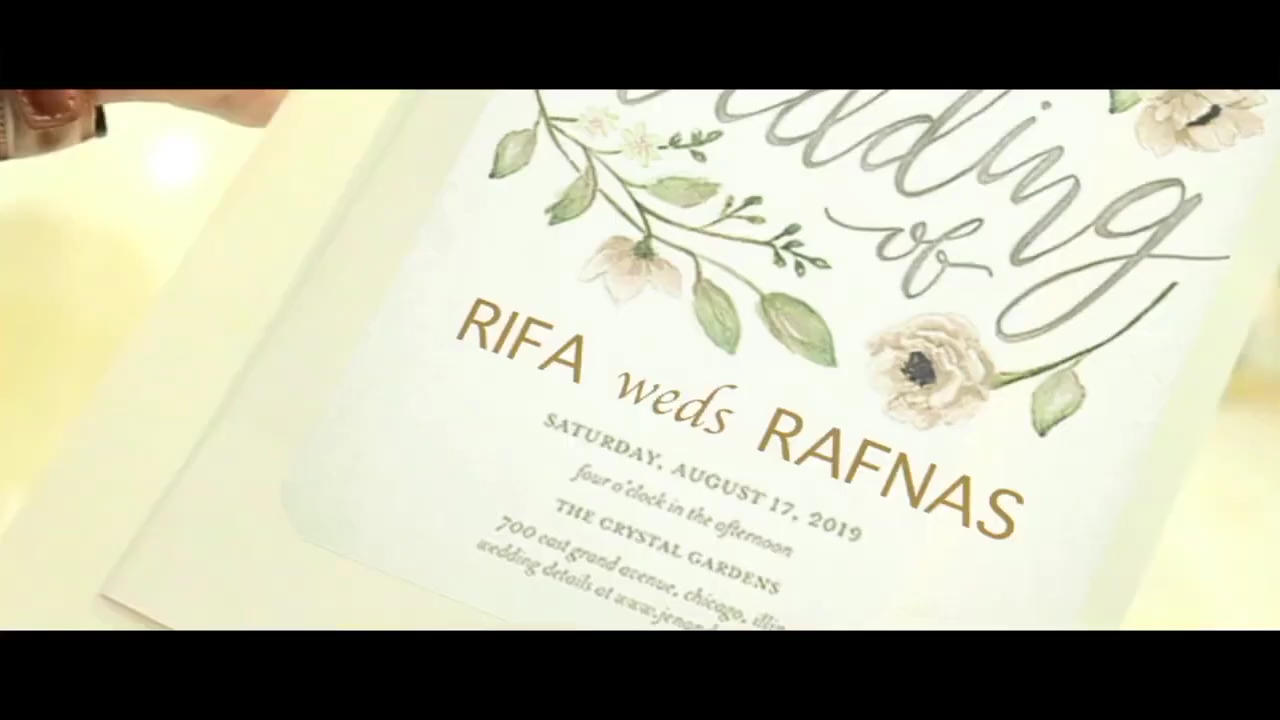 wedding
of
RIFA weds RAFNAS
SATURDAY, AUGUST 17, 2019
four o'clock in the afternoon
THE CRYSTAL GARDENS
700 east grand avenue, chicago,
wedding details at